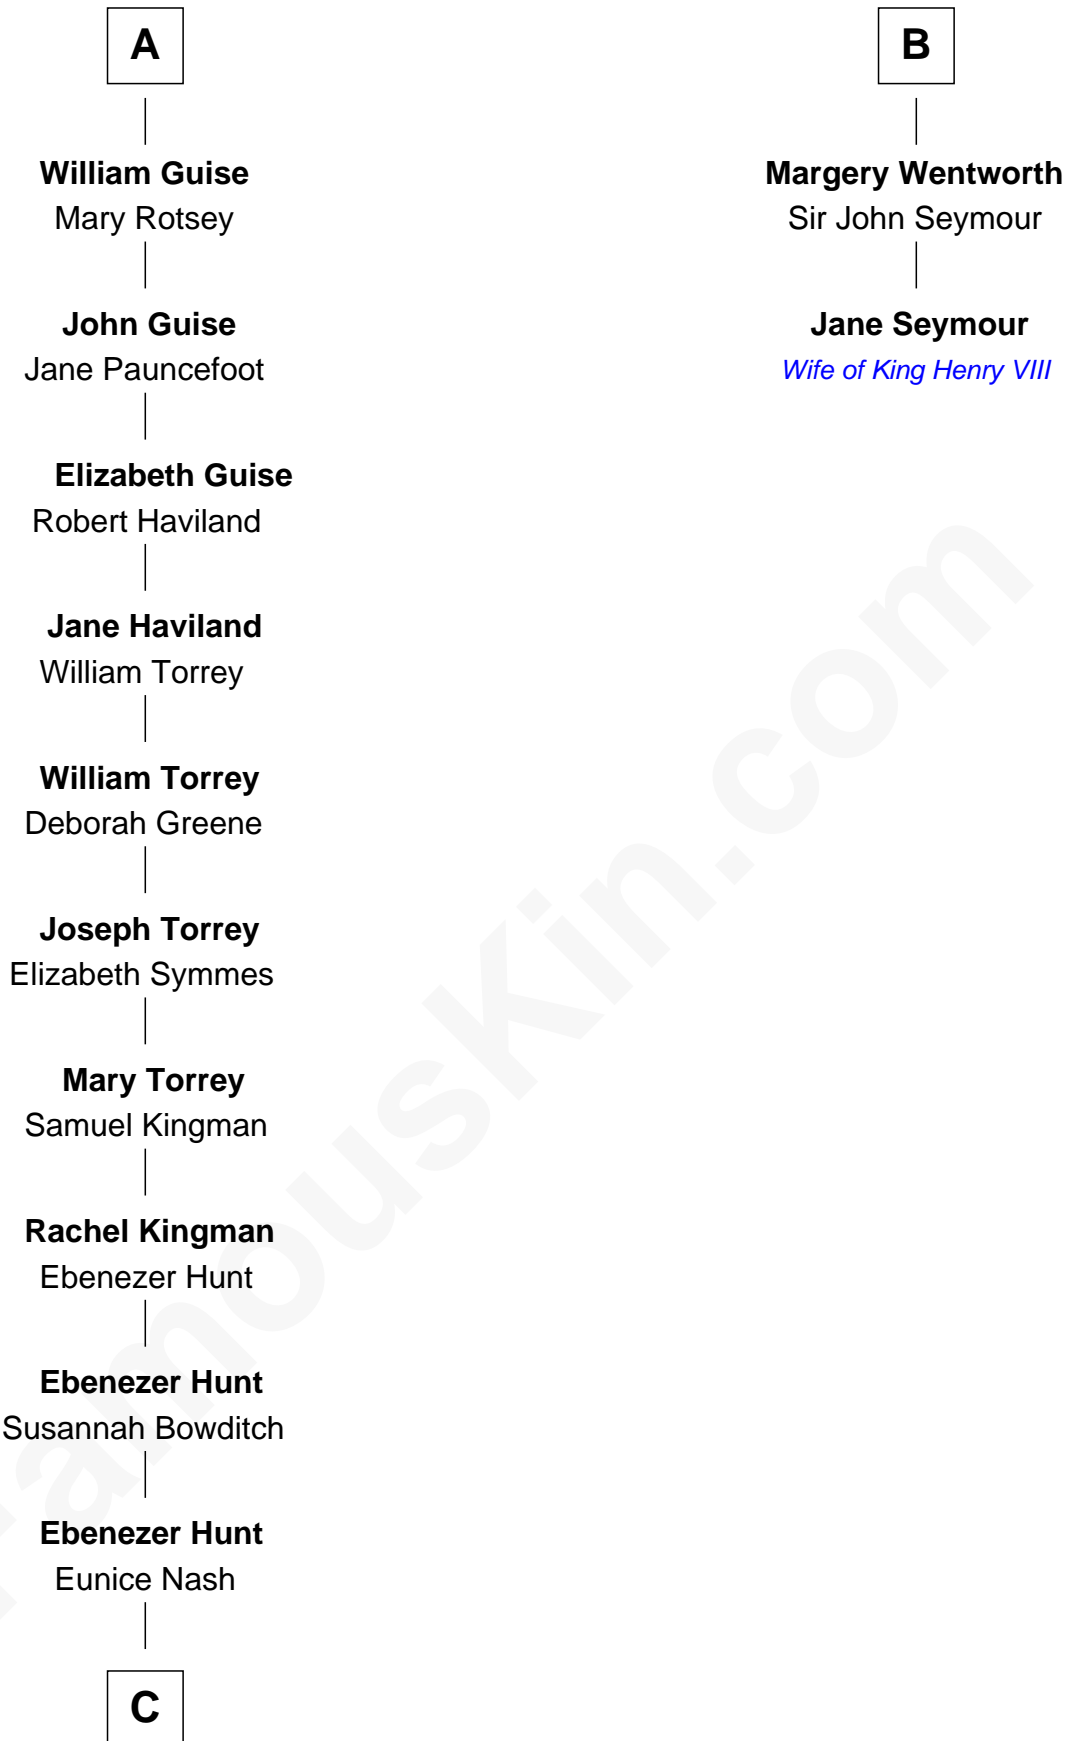 A
William Guise
Mary Rotsey
John Guise
Jane Pauncefoot
Elizabeth Guise
Robert Haviland
Jane Haviland
William Torrey
William Torrey
Deborah Greene
Joseph Torrey
Elizabeth Symmes
Mary Torrey
Samuel Kingman
Rachel Kingman
Ebenezer Hunt
Ebenezer Hunt
Susannah Bowditch
Ebenezer Hunt
Eunice Nash
C
B
Margery Wentworth
Sir John Seymour
Jane Seymour
Wife of King Henry VIII
FamousKin.com